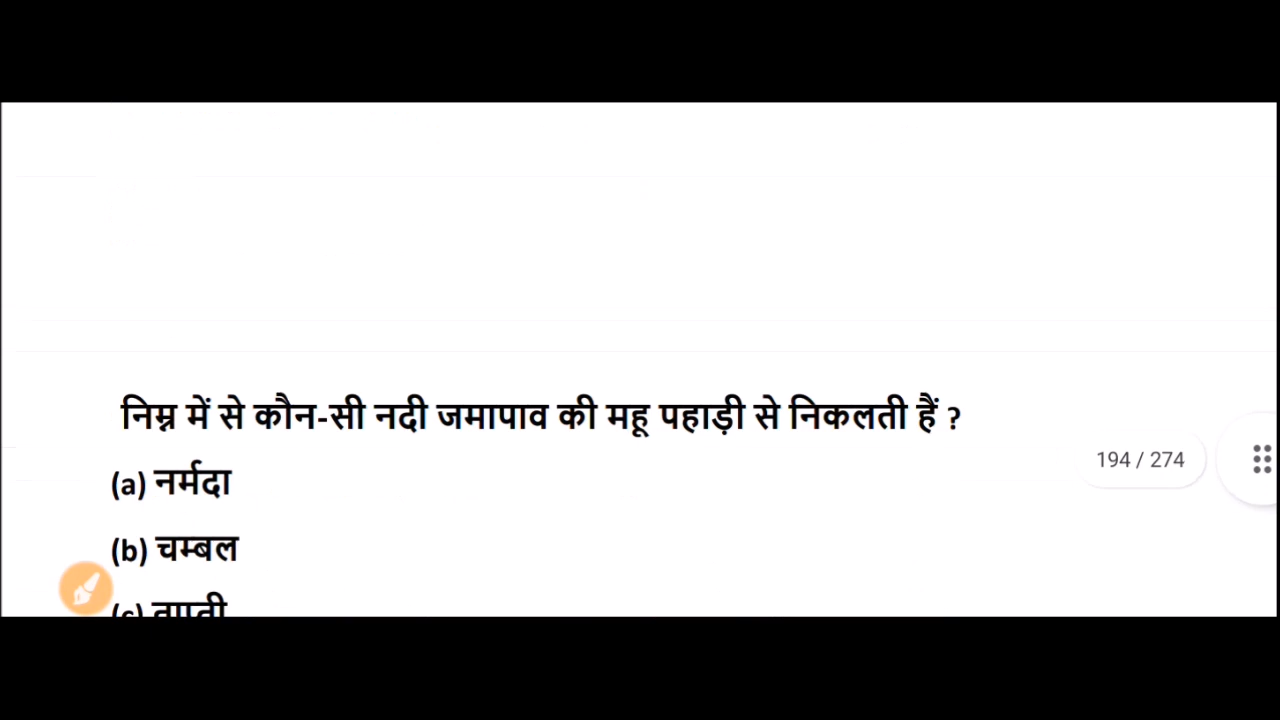 निम्न में से कौन-सी नदी जमापाव की महू पहाड़ी से निकलती हैं ?
194 / 274
(a) नर्मदा
(b) चम्बल